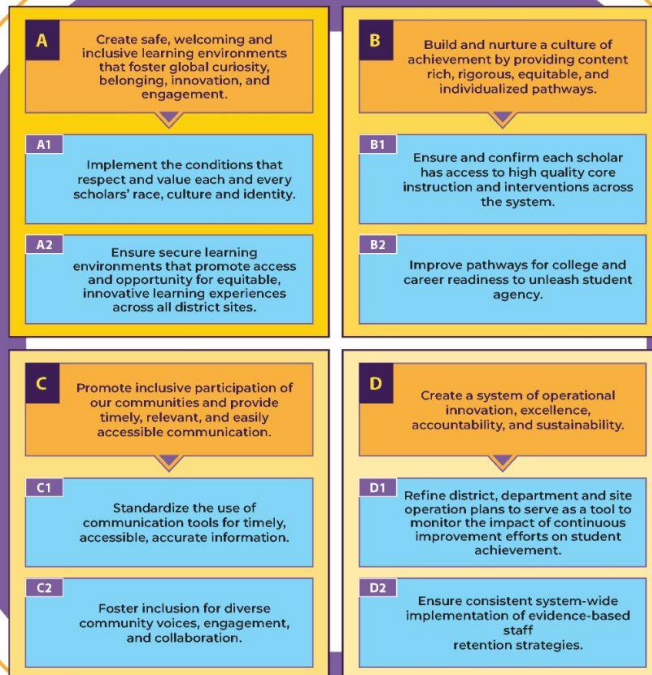 A
Create safe, welcoming and
inclusive learning environments
that foster global curiosity,
belonging, innovation, and
engagement.
A1
Implement the conditions that
respect and value each and every
scholars' race, culture and identity.
A2
Ensure secure learning
environments that promote access
and opportunity for equitable,
innovative learning experiences
across all district sites.
B
Build and nurture a culture of
achievement by providing content
rich, rigorous, equitable, and
individualized pathways.
B1
Ensure and confirm each scholar
has access to high quality core
instruction and interventions across
the system.
B2
Improve pathways for college and
career readiness to unleash student
agency.
C
Promote inclusive participation of
our communities and provide
timely, relevant, and easily
accessible communication.
C1
Standardize the use of
communication tools for timely,
accessible, accurate information.
C2
Foster inclusion for diverse
community voices, engagement,
and collaboration.
D
Create a system of operational
innovation, excellence,
accountability, and sustainability.
D1
Refine district, department and site
operation plans to serve as a tool to
monitor the impact of continuous
improvement efforts on student
achievement.
D2
Ensure consistent system-wide
implementation of evidence-based
staff
retention strategies.